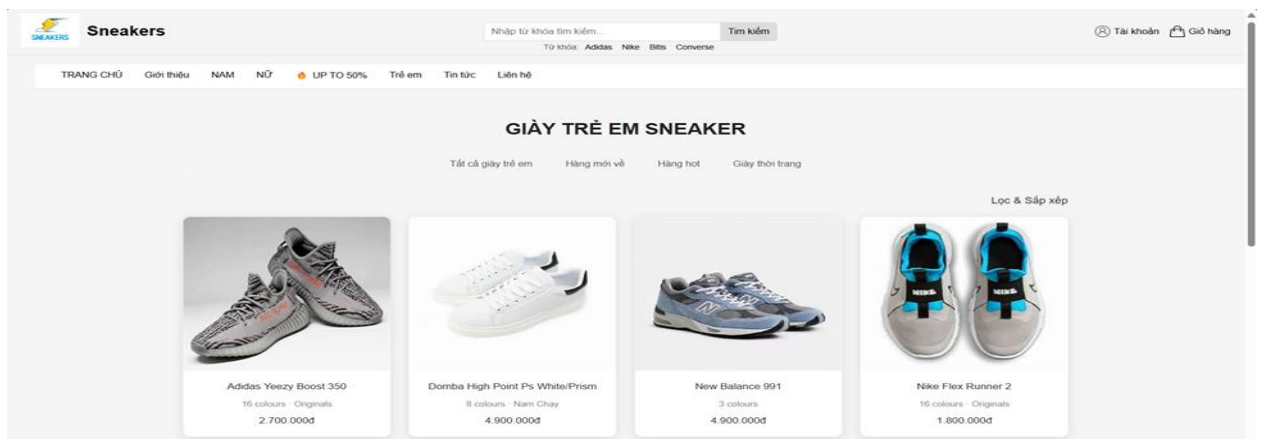 SNEAKERS
Sneakers
Nhập từ khóa tìm kiếm...
Tìm kiếm
Từ khóa: Adidas Nike Bitis Converse
Tài khoản
Giỏ hàng
TRANG CHỦ Giới thiệu NAM NỮ 🔥 UP TO 50% Trẻ em Tin tức Liên hệ
GIÀY TRẺ EM SNEAKER
Tất cả giày trẻ em Hàng mới về Hàng hot Giày thời trang
Lọc & Sắp xếp
N
NIKE NIKE
Adidas Yeezy Boost 350
16 colours · Originals
2.700.000đ
Domba High Point Ps White/Prism
8 colours · Nam Chạy
4.900.000đ
New Balance 991
3 colours
4.900.000đ
Nike Flex Runner 2
16 colours · Originals
1.800.000đ